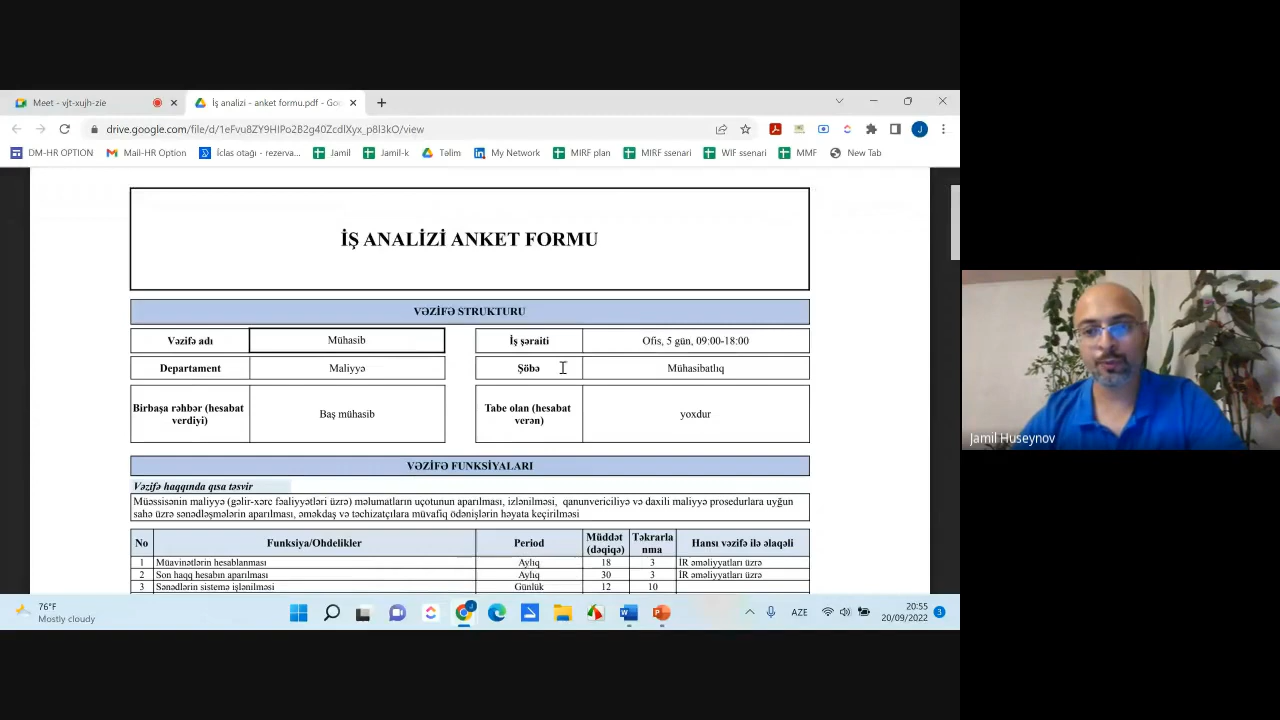 Meet - vjt-xujh-zie
İş analizi - anket formu.pdf - Goo
drive.google.com/file/d/1eFvu8ZY9HIPo2B2g40ZcdlXyx_p8l3kO/view
DM-HR OPTION
Mail-HR Option
İclas otağı - rezerva...
Jamil
Jamil-k
Təlim
My Network
MIRF plan
MIRF ssenari
WIF ssenari
MMF
New Tab
İŞ ANALİZİ ANKET FORMU
VƏZİFƏ STRUKTURU
Vəzifə adı Mühasib İş şəraiti Ofis, 5 gün, 09:00-18:00
Departament Maliyyə Şöbə Mühasibatlıq
Birbaşa rəhbər (hesabat verdiyi) Baş mühasib Tabe olan (hesabat verən) yoxdur
VƏZİFƏ FUNKSİYALARI
Vəzifə haqqında qısa təsvir
Müəssisənin maliyyə (gəlir-xərc fəaliyyətləri üzrə) məlumatların uçotunun aparılması, izlənilməsi, qanunvericiliyə və daxili maliyyə prosedurlara uyğun
sahə üzrə sənədləşmələrin aparılması, əməkdaş və təchizatçılara müvafiq ödənişlərin həyata keçirilməsi
No Funksiya/Ohdelikler Period Müddət (dəqiqə) Təkrarla nma Hansı vəzifə ilə əlaqəli
1 Müavinətlərin hesablanması Aylıq 18 3 İR əməliyyatları üzrə
2 Son haqq hesabın aparılması Aylıq 30 3 İR əməliyyatları üzrə
3 Sənədlərin sistemə işlənilməsi Günlük 12 10
Jamil Huseynov
76°F
Mostly cloudy
AZE
20:55
20/09/2022
3